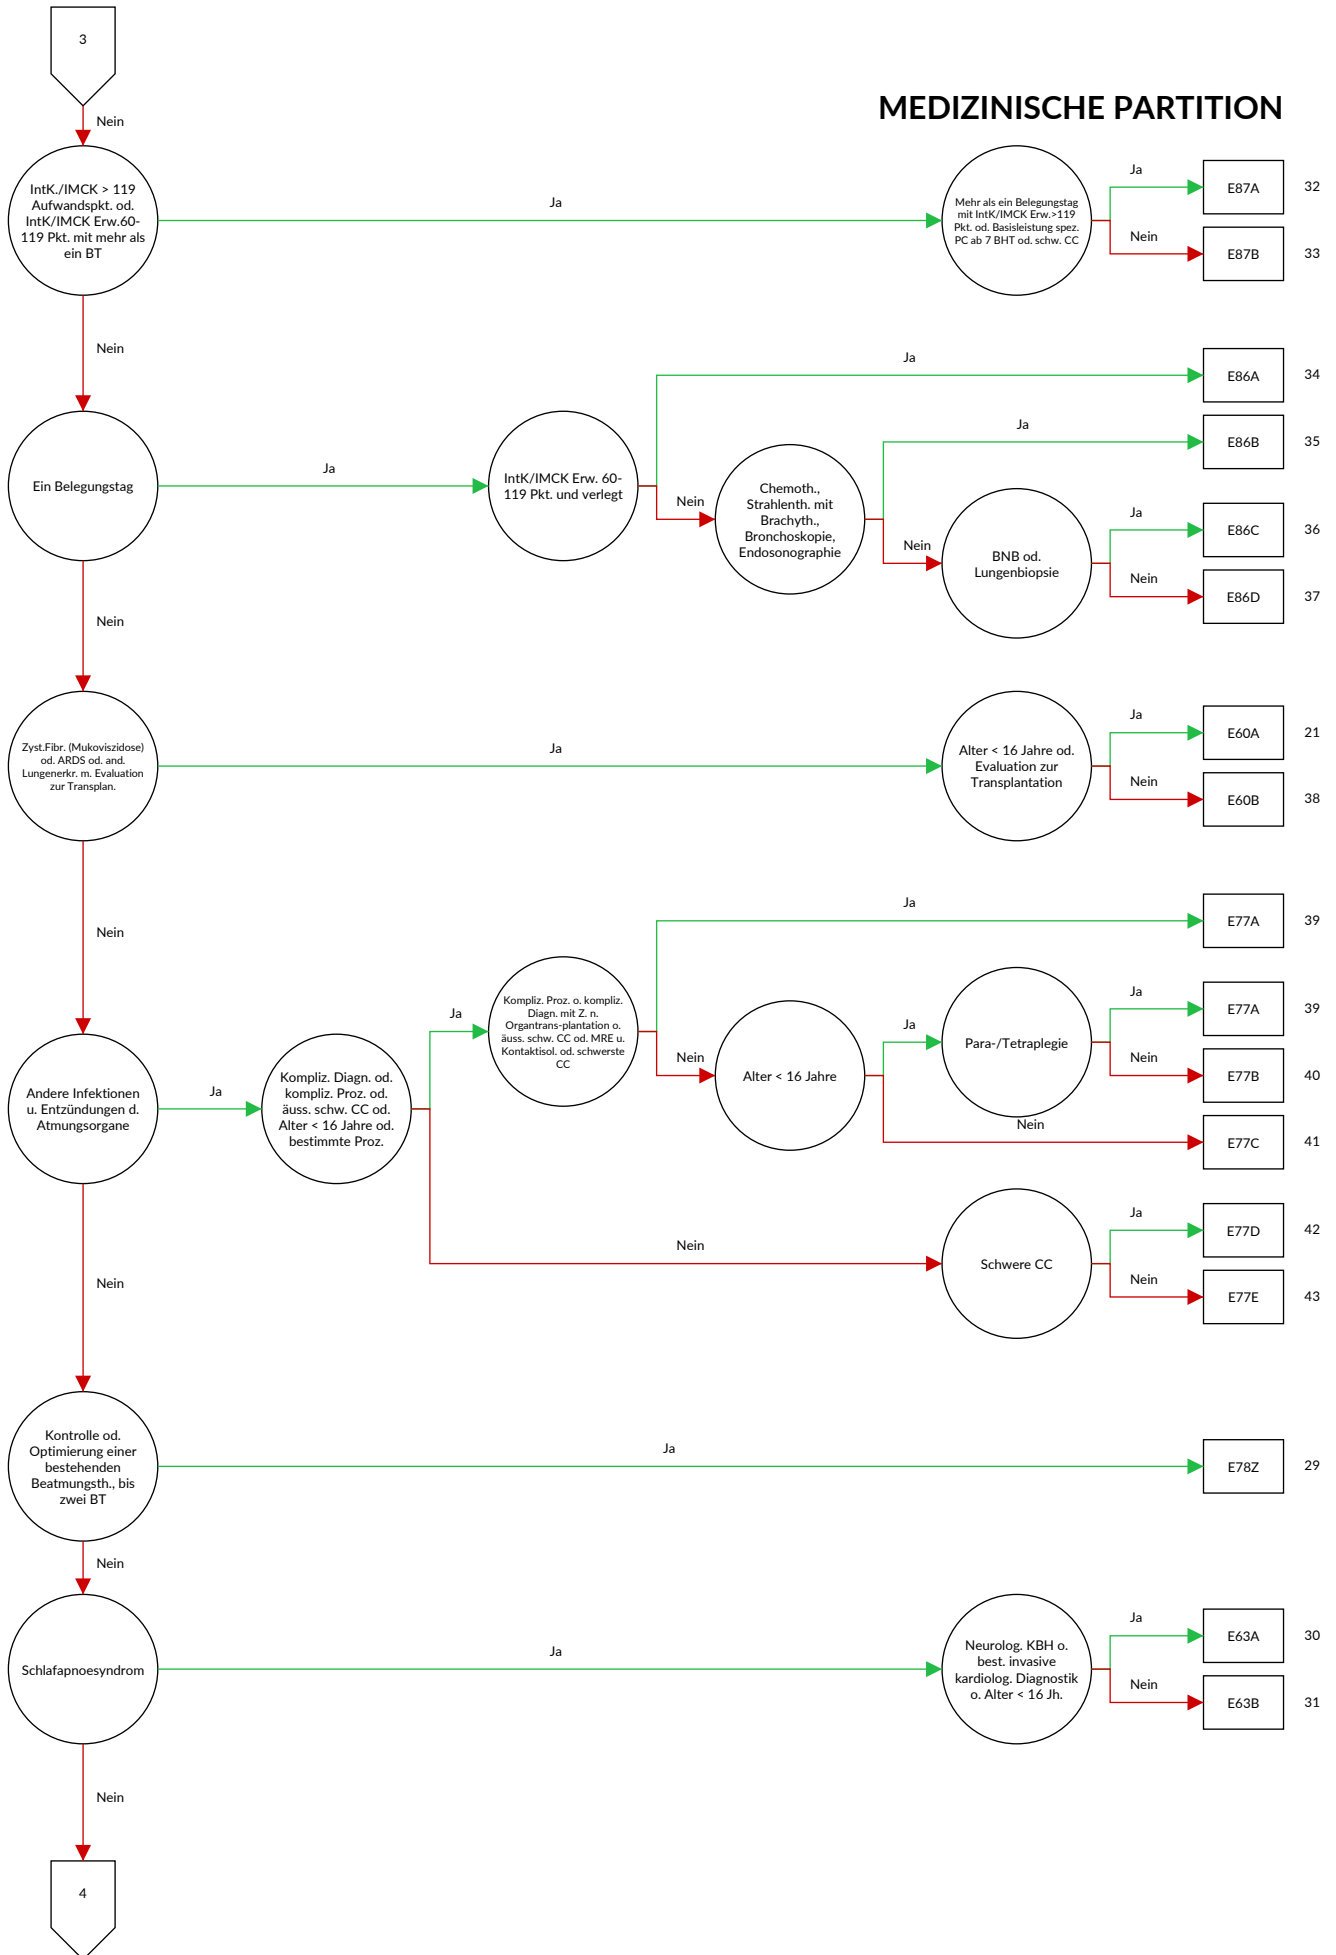 3
Nein
MEDIZINISCHE PARTITION
IntK./IMCK > 119
Aufwandspkt. od.
IntK/IMCK Erw.60-
119 Pkt. mit mehr als
ein BT
Ja
Mehr als ein Belegungstag
mit IntK/IMCK Erw.>119
Pkt. od. Basisleistung spez.
PC ab 7 BHT od. schw. CC
Ja
E87A
32
Nein
E87B
33
Nein
Ein Belegungstag
Ja
IntK/IMCK Erw. 60-
119 Pkt. und verlegt
Ja
E86A
34
Nein
Chemoth.,
Strahlenth. mit
Brachyth.,
Bronchoskopie,
Endosonographie
Ja
E86B
35
Nein
BNB od.
Lungenbiopsie
Ja
E86C
36
Nein
E86D
37
Nein
Zyst.Fibr. (Mukoviszidose)
od. ARDS od. and.
Lungenerkr. m. Evaluation
zur Transplan.
Ja
Alter < 16 Jahre od.
Evaluation zur
Transplantation
Ja
E60A
21
Nein
E60B
38
Nein
Andere Infektionen
u. Entzündungen d.
Atmungsorgane
Ja
Kompliz. Diagn. od.
kompliz. Proz. od.
äuss. schw. CC od.
Alter < 16 Jahre od.
bestimmte Proz.
Ja
Kompliz. Proz. o. kompliz.
Diagn. mit Z. n.
Organtrans-plantation o.
äuss. schw. CC od. MRE u.
Kontaktisol. od. schwerste
CC
Ja
E77A
39
Nein
Alter < 16 Jahre
Ja
Para-/Tetraplegie
Ja
E77A
39
Nein
E77B
40
Nein
E77C
41
Nein
Schwere CC
Ja
E77D
42
Nein
E77E
43
Nein
Kontrolle od.
Optimierung einer
bestehenden
Beatmungsth., bis
zwei BT
Ja
E78Z
29
Nein
Schlafapnoesyndrom
Ja
Neurolog. KBH o.
best. invasive
kardiolog. Diagnostik
o. Alter < 16 Jh.
Ja
E63A
30
Nein
E63B
31
Nein
4